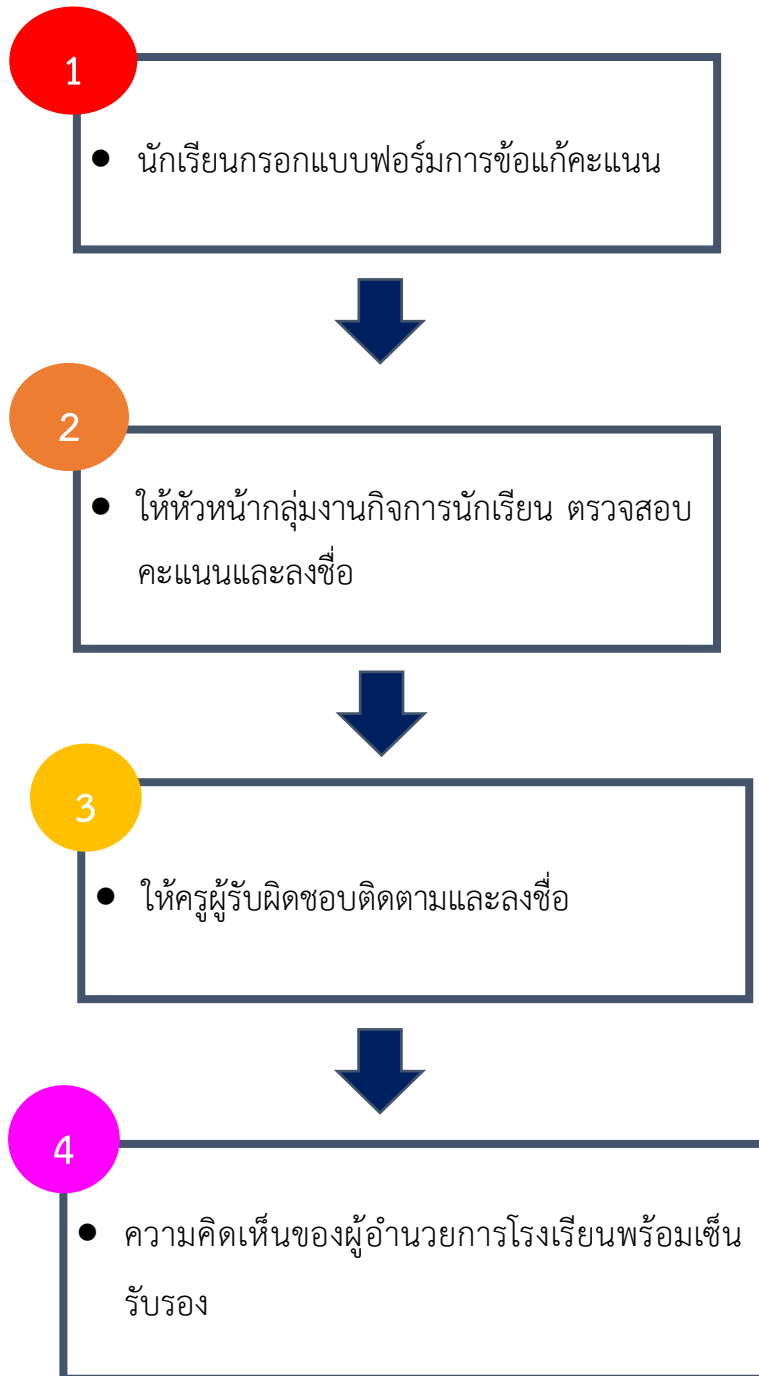 1
● นักเรียนกรอกแบบฟอร์มการข้อแก้คะแนน
2
● ให้หัวหน้ากลุ่มงานกิจการนักเรียน ตรวจสอบ
คะแนนและลงชื่อ
3
● ให้ครูผู้รับผิดชอบติดตามและลงชื่อ
4
● ความคิดเห็นของผู้อำนวยการโรงเรียนพร้อมเซ็น
รับรอง